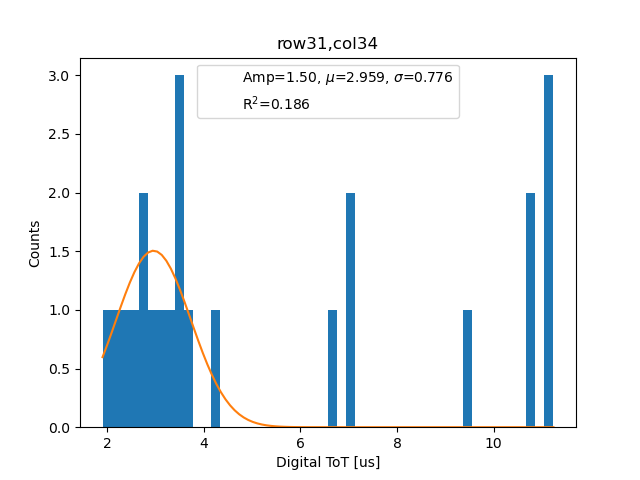 row31,col34
Amp=1.50, μ=2.959, σ=0.776
R²=0.186
3.0
2.5
2.0
1.5
1.0
0.5
0.0
Counts
2 4 6 8 10
Digital ToT [us]